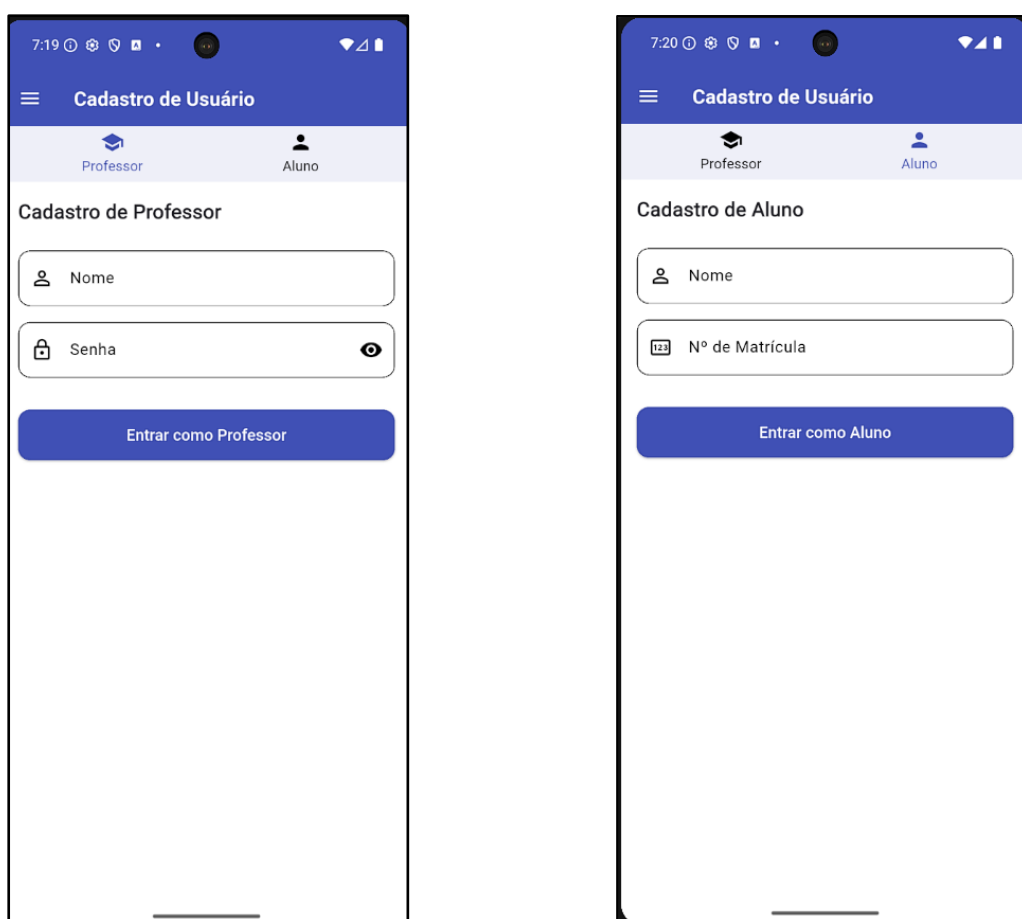 7:19
Cadastro de Usuário
Professor
Aluno
Cadastro de Professor
Nome
Senha
Entrar como Professor
7:20
Cadastro de Usuário
Professor
Aluno
Cadastro de Aluno
Nome
123
Nº de Matrícula
Entrar como Aluno